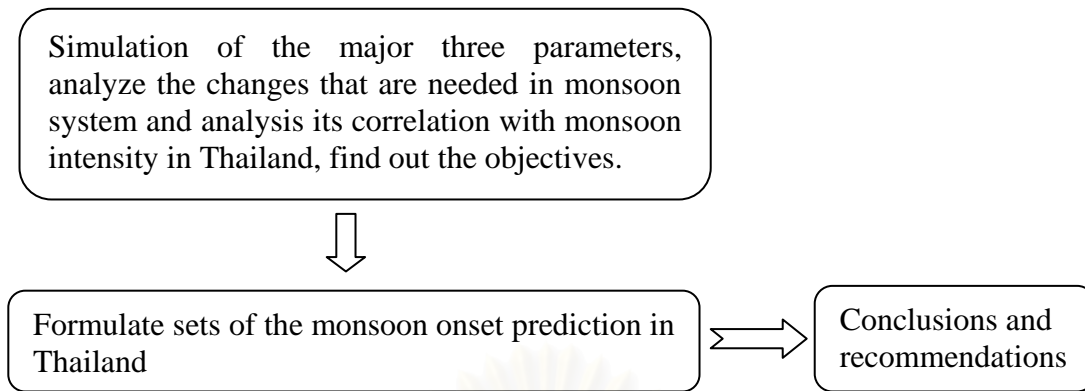 Simulation of the major three parameters,
analyze the changes that are needed in monsoon
system and analysis its correlation with monsoon
intensity in Thailand, find out the objectives.
Formulate sets of the monsoon onset prediction in
Thailand
Conclusions and
recommendations